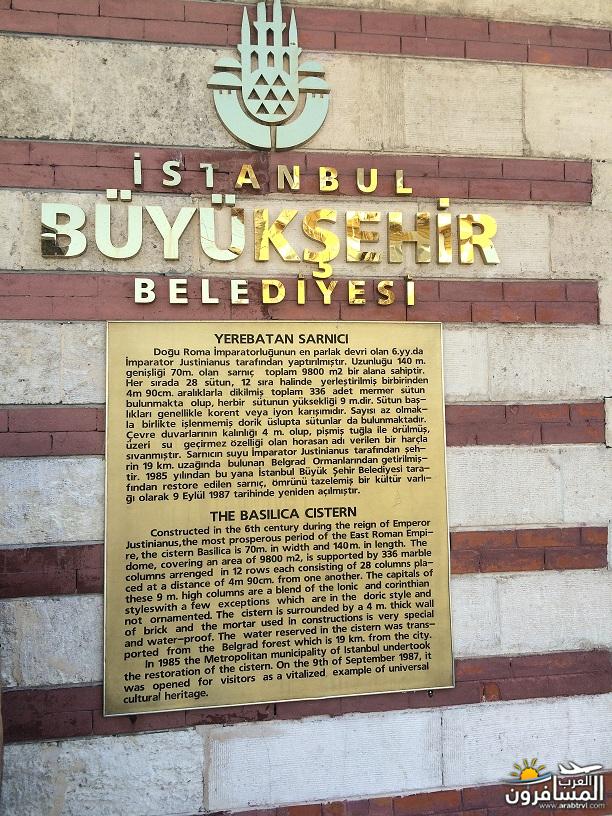 İSTANBUL
BÜYÜKŞEHİR
BELEDİYESİ
YEREBATAN SARNICI
Doğu Roma İmparatorluğunun en parlak devri olan 6.yy.da
İmparator Justinianus tarafından yaptırılmıştır. Uzunluğu 140 m.
genişliği 70m. olan sarnıç toplam 9800 m2 bir alana sahiptir.
Her sırada 28 sütun, 12 sıra halinde yerleştirilmiş birbirinden
4m 90cm. aralıklarla dikilmiş toplam 336 adet mermer sütun
bulunmakta olup, herbir sütunun yüksekliği 9 m.dir. Sütun baş-
lıkları genellikle korent veya iyon karışımıdır. Sayısı az olmak-
la birlikte işlenmemiş dorik üslupta sütunlar da bulunmaktadır.
Çevre duvarlarının kalınlığı 4 m. olup, pişmiş tuğla ile örülmüş,
üzeri su geçirmez özelliği olan horasan adı verilen bir harçla
sıvanmıştır. Sarnıcın suyu İmparator Justinianus tarafından şeh-
rin 19 km. uzağında bulunan Belgrad Ormanlarından getirilmiş-
tir. 1985 yılından bu yana İstanbul Büyük Şehir Belediyesi tara-
fından restore edilen sarnıç, ömrünü tazelemiş bir kültür varlı-
ğı olarak 9 Eylül 1987 tarihinde yeniden açılmıştır.
THE BASILICA CISTERN
Constructed in the 6th century during the reign of Emperor
Justinianus,the most prosperous period of the East Roman Empi-
re, the cistern Basilica is 70m. in width and 140m. in length. The
dome, covering an area of 9800 m2, is supported by 336 marble
columns arrenged in 12 rows each consisting of 28 columns pla-
ced at a distance of 4m 90cm. from one another. The capitals of
these 9 m. high columns are a blend of the Ionic and corinthian
styleswith a few exceptions which are in the doric style and
not ornamented. The cistern is surrounded by a 4 m. thick wall
of brick and the mortar used in constructions is very special
and water-proof. The water reserved in the cistern was trans-
ported from the Belgrad forest which is 19 km. from the city.
In 1985 the Metropolitan municipality of Istanbul undertook
the restoration of the cistern. On the 9th of September 1987, it
was opened for visitors as a vitalized example of universal
cultural heritage.
العرب
المسافرون
www.arabtrvl.com